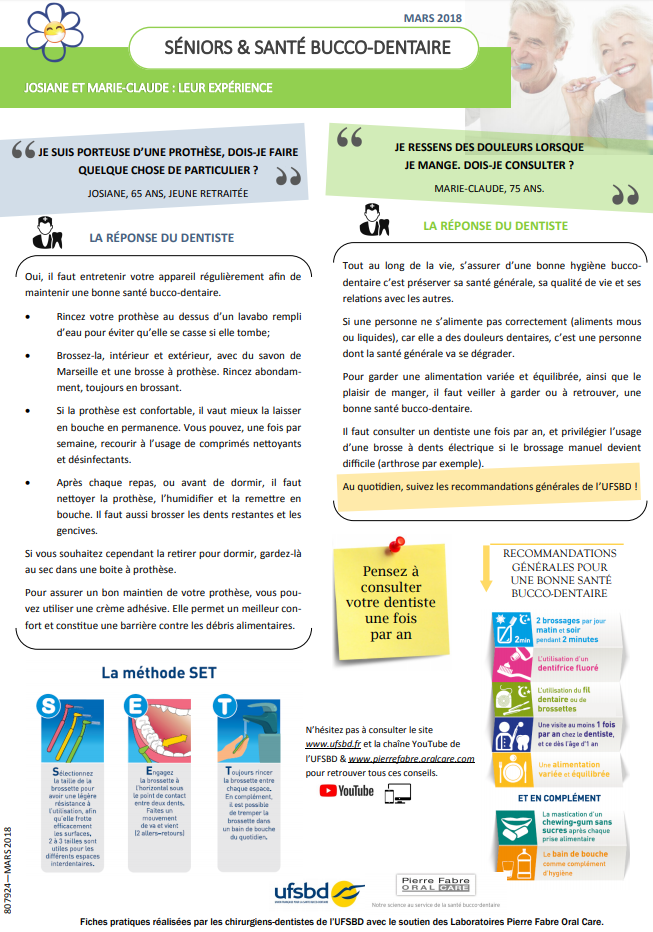 MARS 2018
SÉNIORS & SANTÉ BUCCO-DENTAIRE
JOSIANE ET MARIE-CLAUDE : LEUR EXPÉRIENCE
“ JE SUIS PORTEUSE D’UNE PROTHÈSE, DOIS-JE FAIRE
QUELQUE CHOSE DE PARTICULIER ? ”
JOSIANE, 65 ANS, JEUNE RETRAITÉE
LA RÉPONSE DU DENTISTE
Oui, il faut entretenir votre appareil régulièrement afin de
maintenir une bonne santé bucco-dentaire.
• Rincez votre prothèse au dessus d’un lavabo rempli
d’eau pour éviter qu’elle se casse si elle tombe;
• Brossez-la, intérieur et extérieur, avec du savon de
Marseille et une brosse à prothèse. Rincez abondam-
ment, toujours en brossant.
• Si la prothèse est confortable, il vaut mieux la laisser
en bouche en permanence. Vous pouvez, une fois par
semaine, recourir à l’usage de comprimés nettoyants
et désinfectants.
• Après chaque repas, ou avant de dormir, il faut
nettoyer la prothèse, l’humidifier et la remettre en
bouche. Il faut aussi brosser les dents restantes et les
gencives.
Si vous souhaitez cependant la retirer pour dormir, gardez-là
au sec dans une boite à prothèse.
Pour assurer un bon maintien de votre prothèse, vous pou-
vez utiliser une crème adhésive. Elle permet un meilleur con-
fort et constitue une barrière contre les débris alimentaires.
“ JE RESSENS DES DOULEURS LORSQUE
JE MANGE. DOIS-JE CONSULTER ?
MARIE-CLAUDE, 75 ANS. ”
LA RÉPONSE DU DENTISTE
Tout au long de la vie, s’assurer d’une bonne hygiène bucco-
dentaire c’est préserver sa santé générale, sa qualité de vie et ses
relations avec les autres.
Si une personne ne s’alimente pas correctement (aliments mous
ou liquides), car elle a des douleurs dentaires, c’est une personne
dont la santé générale va se dégrader.
Pour garder une alimentation variée et équilibrée, ainsi que le
plaisir de manger, il faut veiller à garder ou à retrouver, une
bonne santé bucco-dentaire.
Il faut consulter un dentiste une fois par an, et privilégier l’usage
d’une brosse à dents électrique si le brossage manuel devient
difficile (arthrose par exemple).
Au quotidien, suivez les recommandations générales de l’UFSBD !
Pensez à
consulter
votre dentiste
une fois
par an
RECOMMANDATIONS
GÉNÉRALES POUR
UNE BONNE SANTÉ
BUCCO-DENTAIRE
2min
2 brossages par jour
matin et soir
pendant 2 minutes
L’utilisation d’un
dentifrice fluoré
L’utilisation du fil
dentaire ou de
brossettes
Une visite au moins 1 fois
par an chez le dentiste,
et ce dès l’âge d’1 an
Une alimentation
variée et équilibrée
ET EN COMPLÉMENT
La mastication d’un
chewing-gum sans
sucres après chaque
prise alimentaire
Le bain de bouche
comme complément
d’hygiène
La méthode SET
S
Sélectionnez
la taille de la
brossette pour
avoir une légère
résistance à
l’utilisation, afin
qu’elle frotte
efficacement
les surfaces.
2 à 3 tailles sont
utiles pour les
différents espaces
interdentaires.
E
Engagez
la brossette à
l’horizontal sous
le point de contact
entre deux dents.
Faites un
mouvement
de va et vient
(2 allers-retours)
T
Toujours rincer
la brossette entre
chaque espace.
En complément,
il est possible
de tremper la
brossette dans
un bain de bouche
du quotidien.
N’hésitez pas à consulter le site
www.ufsbd.fr et la chaîne YouTube de
l’UFSBD & www.pierrefabre.oralcare.com
pour retrouver tous ces conseils.
YouTube
ufsbd
Pierre Fabre
ORAL CARE
Notre science au service de la santé bucco-dentaire
807924—MARS 2018
Fiches pratiques réalisées par les chirurgiens-dentistes de l’UFSBD avec le soutien des Laboratoires Pierre Fabre Oral Care.